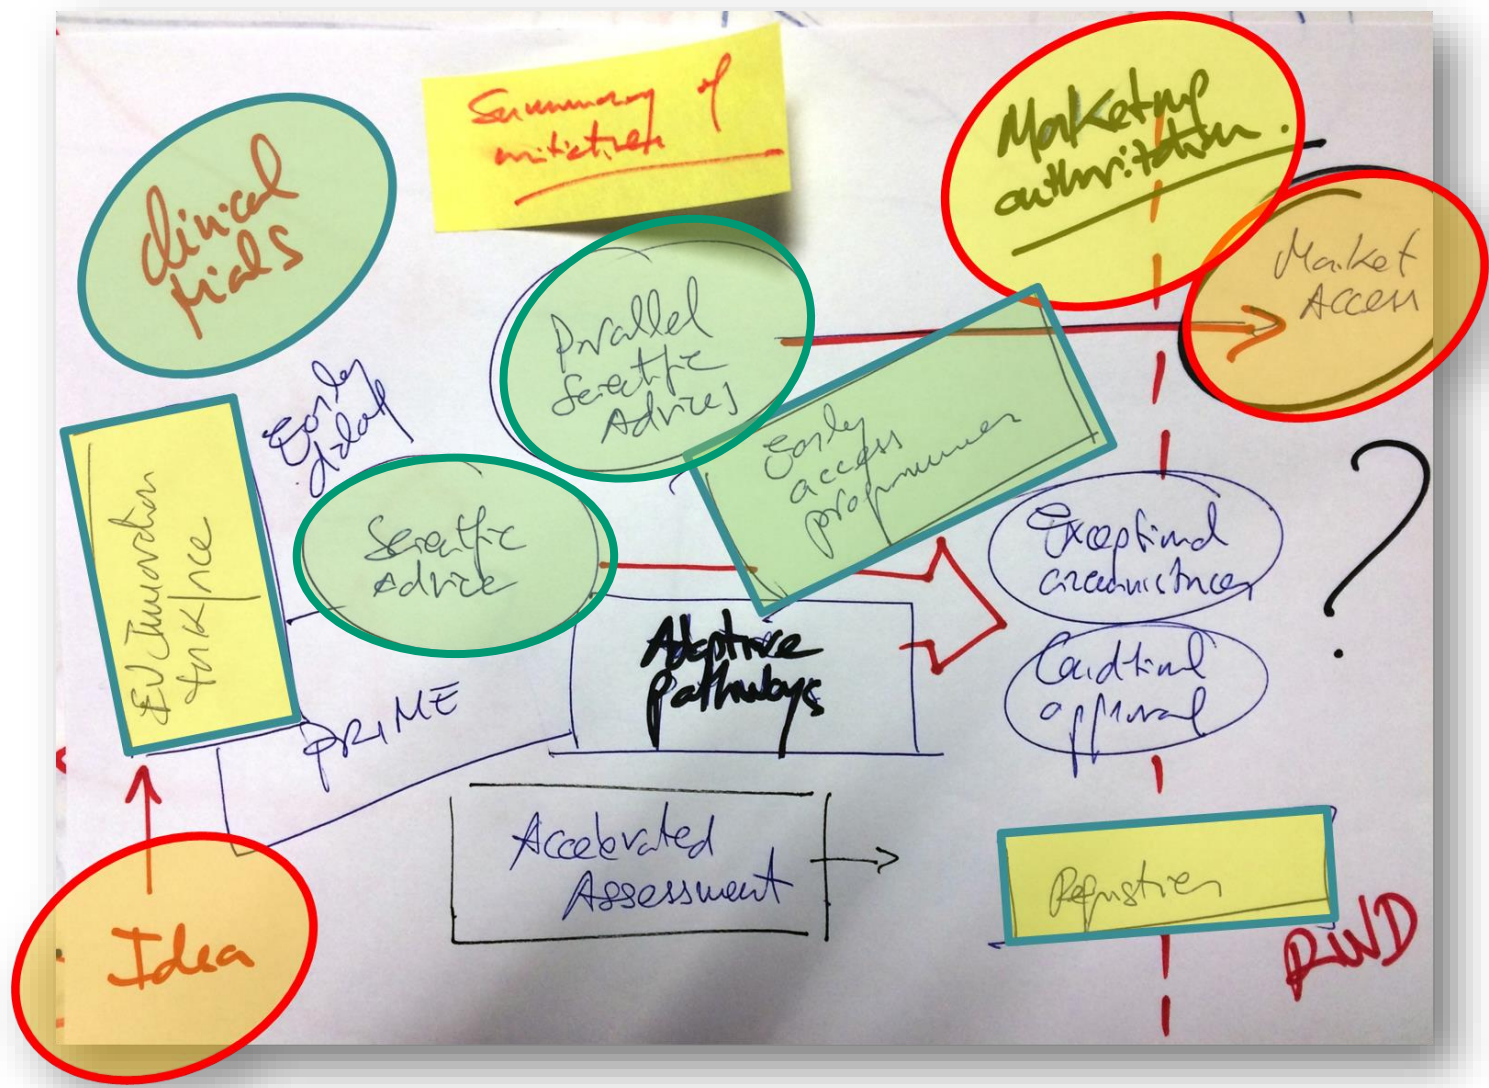 Summary of
initiatives
Marketing
authorisation.
Clinical
trials
Market
Access
Parallel
Scientific
Advices
Early
dialog
Early
access
programmes
EU Innovation
task force
Scientific
Advice
Exceptional
circumstances
?
Adaptive
pathways
Conditional
approval
PRIME
Accelerated
Assessment
Registries
RWD
Idea